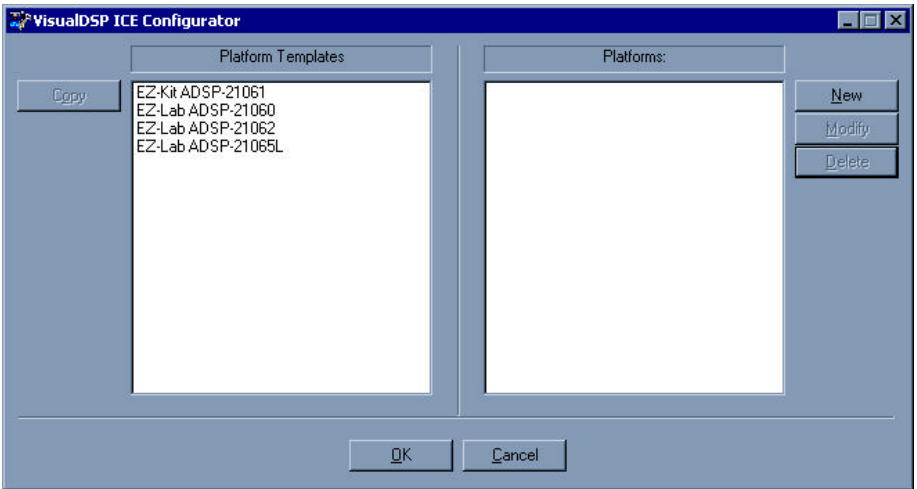 VisualDSP ICE Configurator
Platform Templates
Platforms:
Copy
EZ-Kit ADSP-21061
EZ-Lab ADSP-21060
EZ-Lab ADSP-21062
EZ-Lab ADSP-21065L
New
Modify
Delete
OK
Cancel